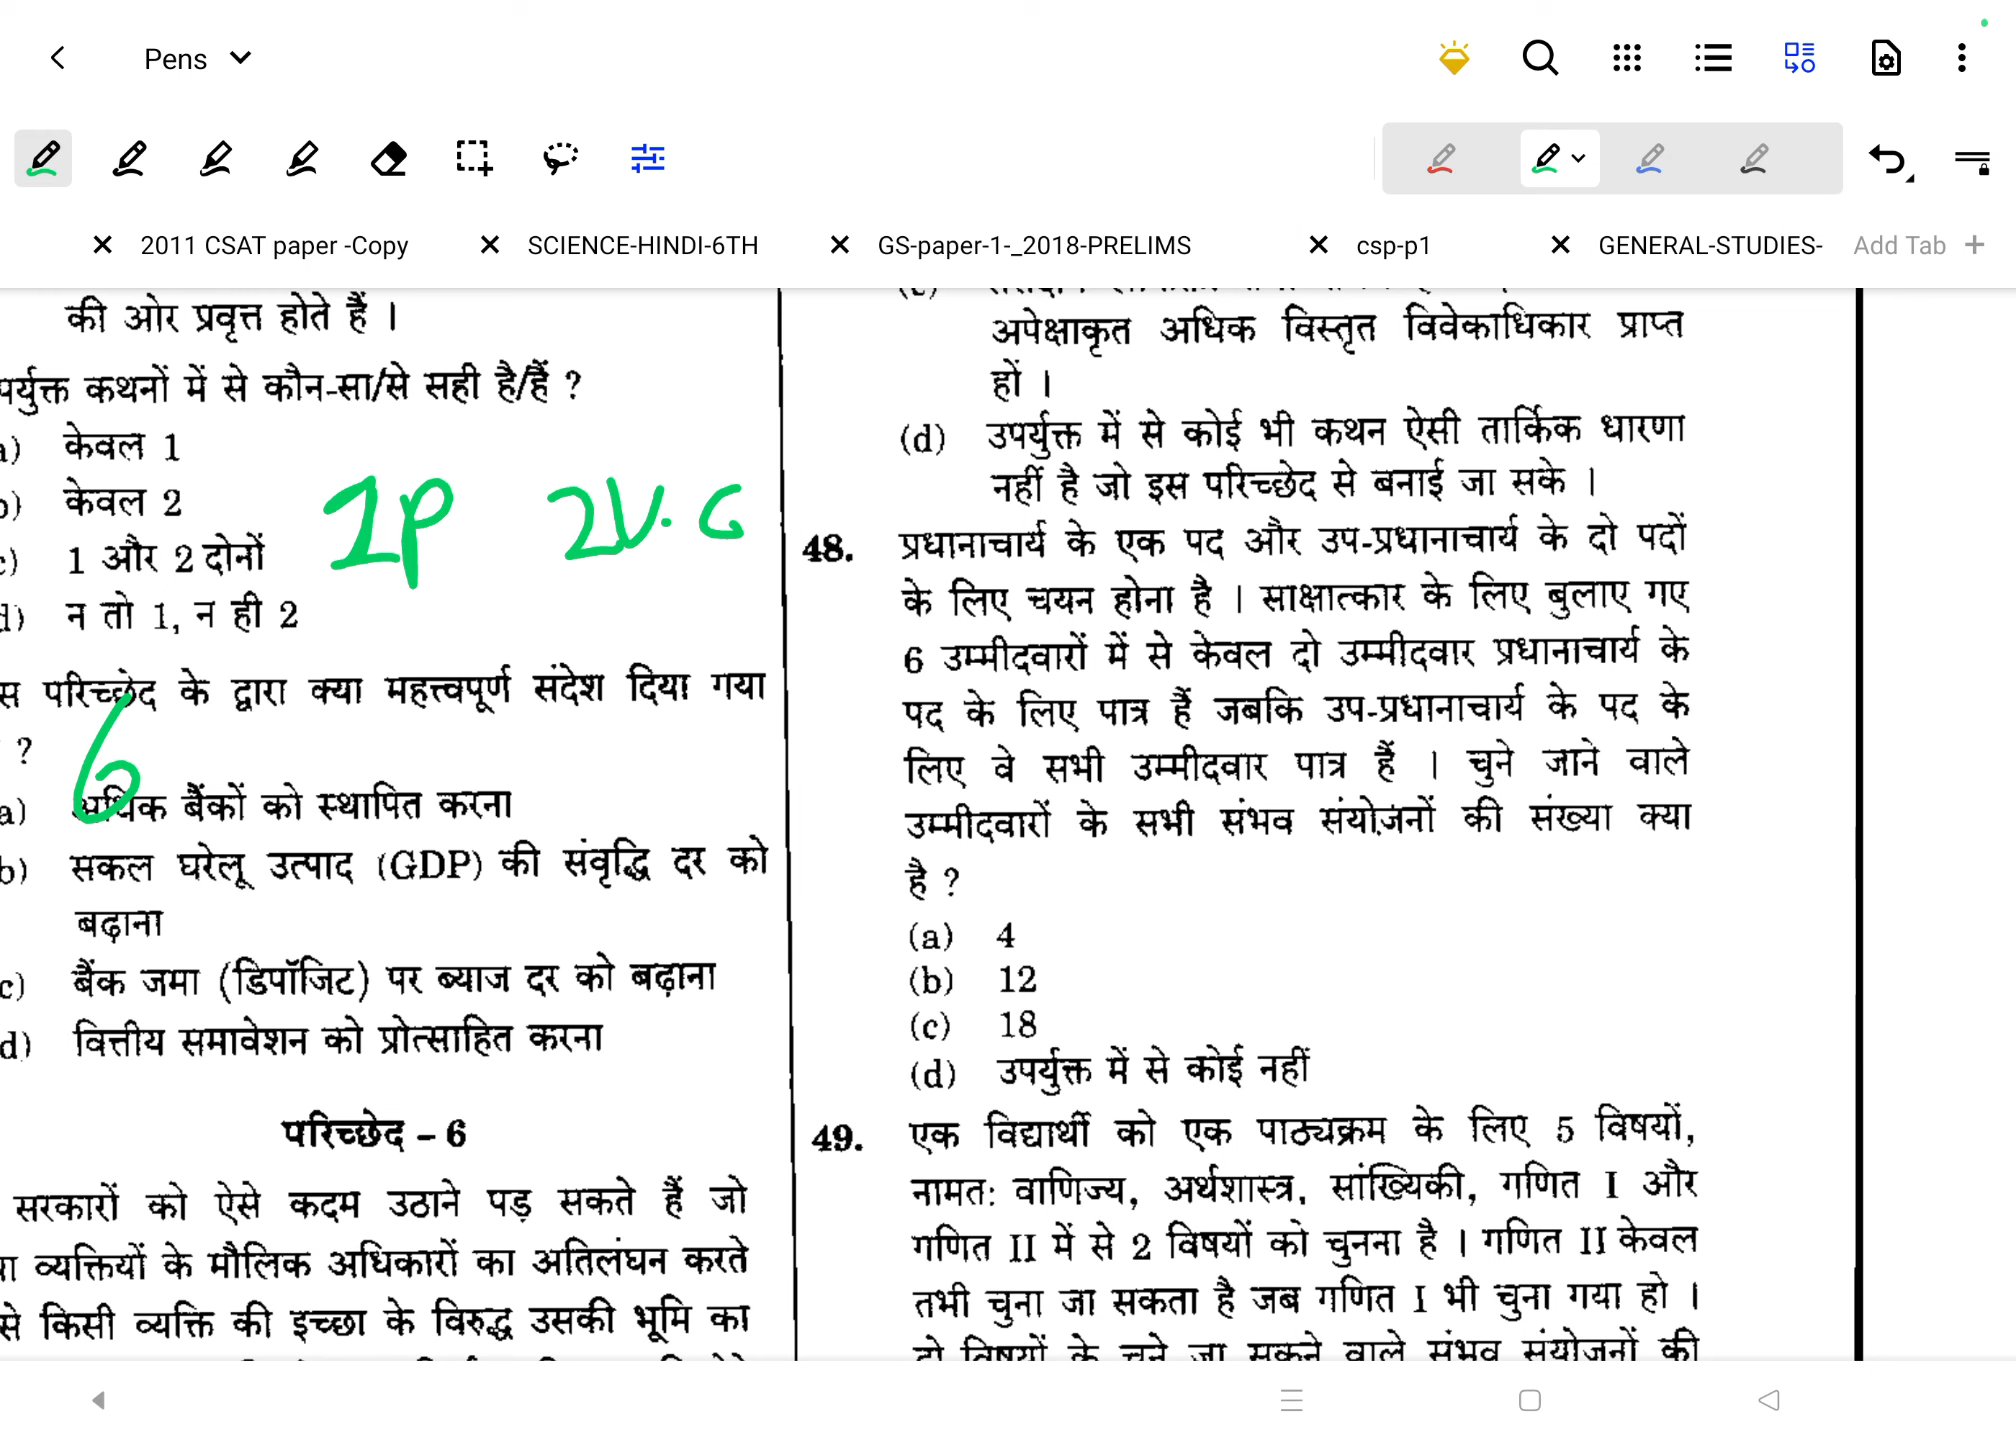 Pens
2011 CSAT paper -Copy
SCIENCE-HINDI-6TH
GS-paper-1-_2018-PRELIMS
csp-p1
GENERAL-STUDIES-
Add Tab +
की ओर प्रवृत्त होते हैं ।
कथनों में से कौन-सा/से सही है/हैं ?
केवल 1
केवल 2
1 और 2 दोनों
न तो 1, न ही 2
1P 2V.
परिच्छेद के द्वारा क्या महत्त्वपूर्ण संदेश दिया गया
?
6
a) अधिक बैंकों को स्थापित करना
b) सकल घरेलू उत्पाद (GDP) की संवृद्धि दर को
बढ़ाना
c) बैंक जमा (डिपॉजिट) पर ब्याज दर को बढ़ाना
d) वित्तीय समावेशन को प्रोत्साहित करना
परिच्छेद – 6
सरकारों को ऐसे कदम उठाने पड़ सकते हैं जो
व्यक्तियों के मौलिक अधिकारों का अतिलंघन करते
से किसी व्यक्ति की इच्छा के विरुद्ध उसकी भूमि का
अपेक्षाकृत अधिक विस्तृत विवेकाधिकार प्राप्त
हों ।
(d) उपर्युक्त में से कोई भी कथन ऐसी तार्किक धारणा
नहीं है जो इस परिच्छेद से बनाई जा सके ।
48. प्रधानाचार्य के एक पद और उप-प्रधानाचार्य के दो पदों
के लिए चयन होना है । साक्षात्कार के लिए बुलाए गए
6 उम्मीदवारों में से केवल दो उम्मीदवार प्रधानाचार्य के
पद के लिए पात्र हैं जबकि उप-प्रधानाचार्य के पद के
लिए वे सभी उम्मीदवार पात्र हैं । चुने जाने वाले
उम्मीदवारों के सभी संभव संयोजनों की संख्या क्या
है ?
(a) 4
(b) 12
(c) 18
(d) उपर्युक्त में से कोई नहीं
49. एक विद्यार्थी को एक पाठ्यक्रम के लिए 5 विषयों,
नामत: वाणिज्य, अर्थशास्त्र, सांख्यिकी, गणित I और
गणित II में से 2 विषयों को चुनना है । गणित II केवल
तभी चुना जा सकता है जब गणित I भी चुना गया हो ।
दो विषयों के चुने जा सकने वाले संभव संयोजनों की